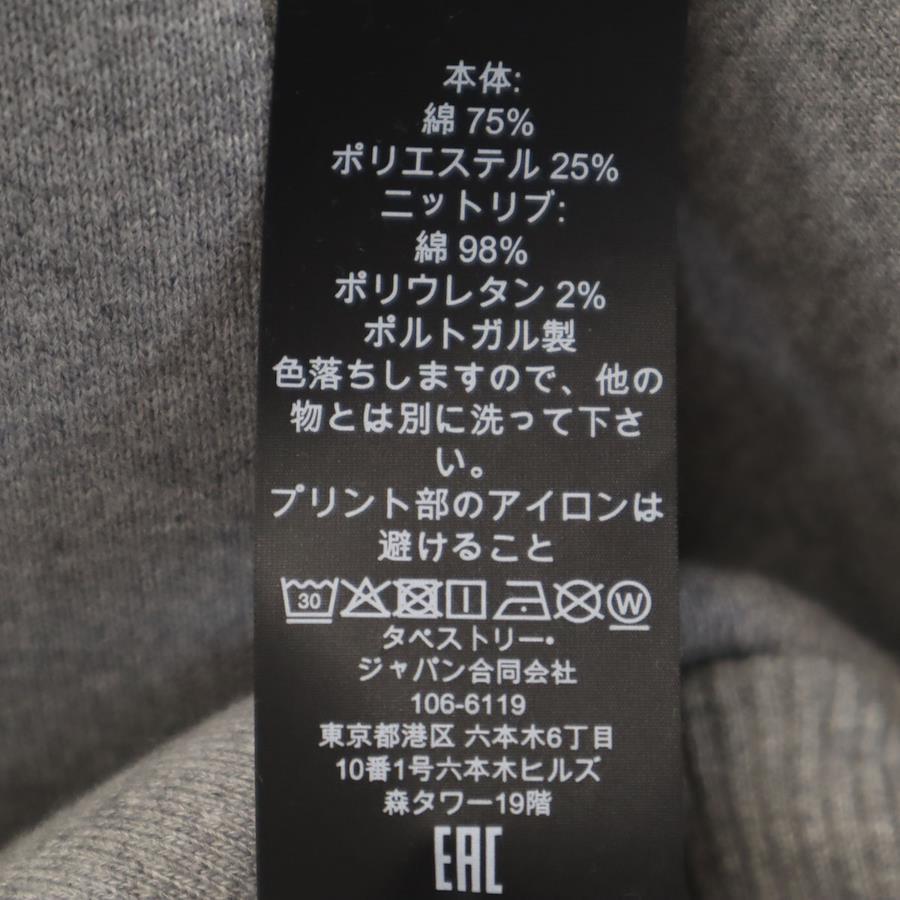 本体:
綿 75%
ポリエステル 25%
ニットリブ:
綿 98%
ポリウレタン 2%
ポルトガル製
色落ちしますので、他の
物とは別に洗って下さ
い。
プリント部のアイロンは
避けること
30 W
タペストリー•
ジャパン合同会社
106-6119
東京都港区 六本木6丁目
10番1号六本木ヒルズ
森タワー19階
EAC